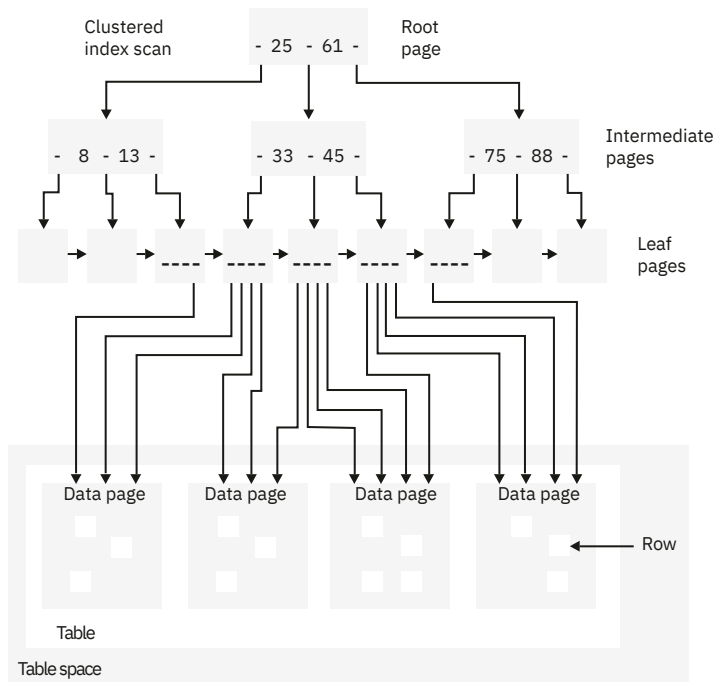 Clustered
index scan
Root
page
- 25 - 61 -
- 8 - 13 -
- 33 - 45 -
- 75 - 88 -
Intermediate
pages
Leaf
pages
Data page
Data page
Data page
Data page
Row
Table
Table space